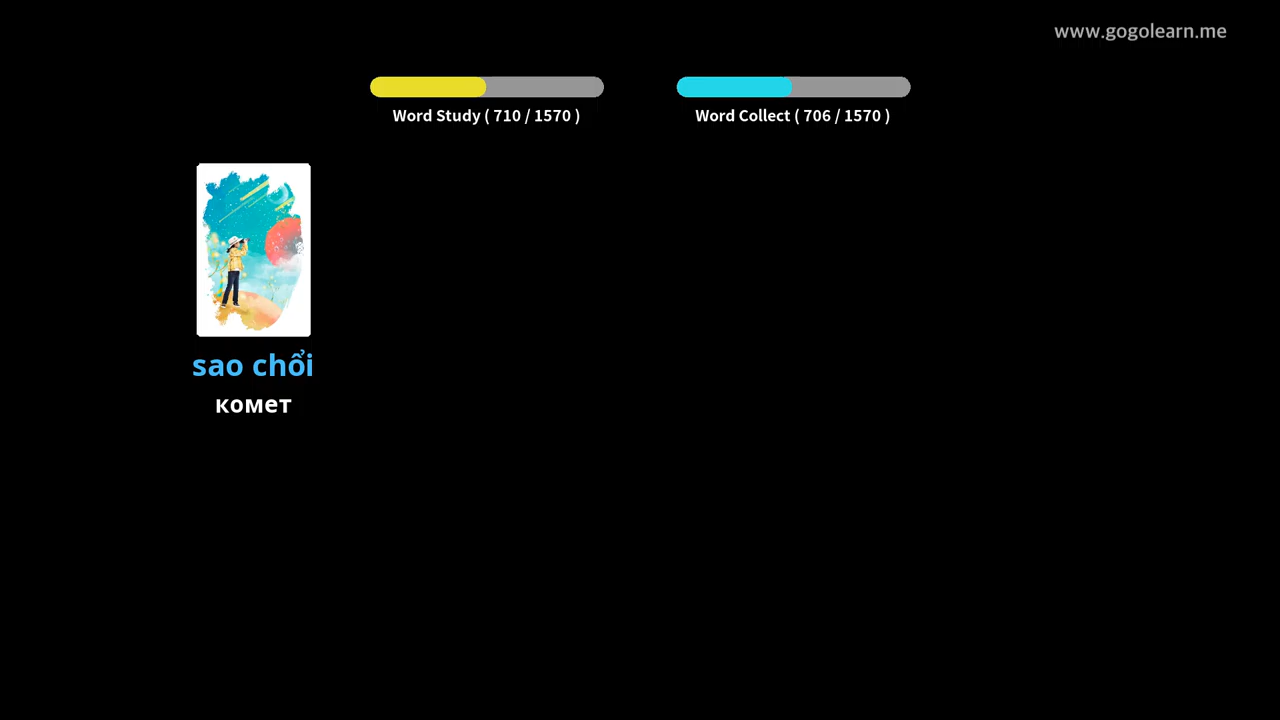 www.gogolearn.me
Word Study ( 710 / 1570 )
Word Collect ( 706 / 1570 )
sao chổi
комет